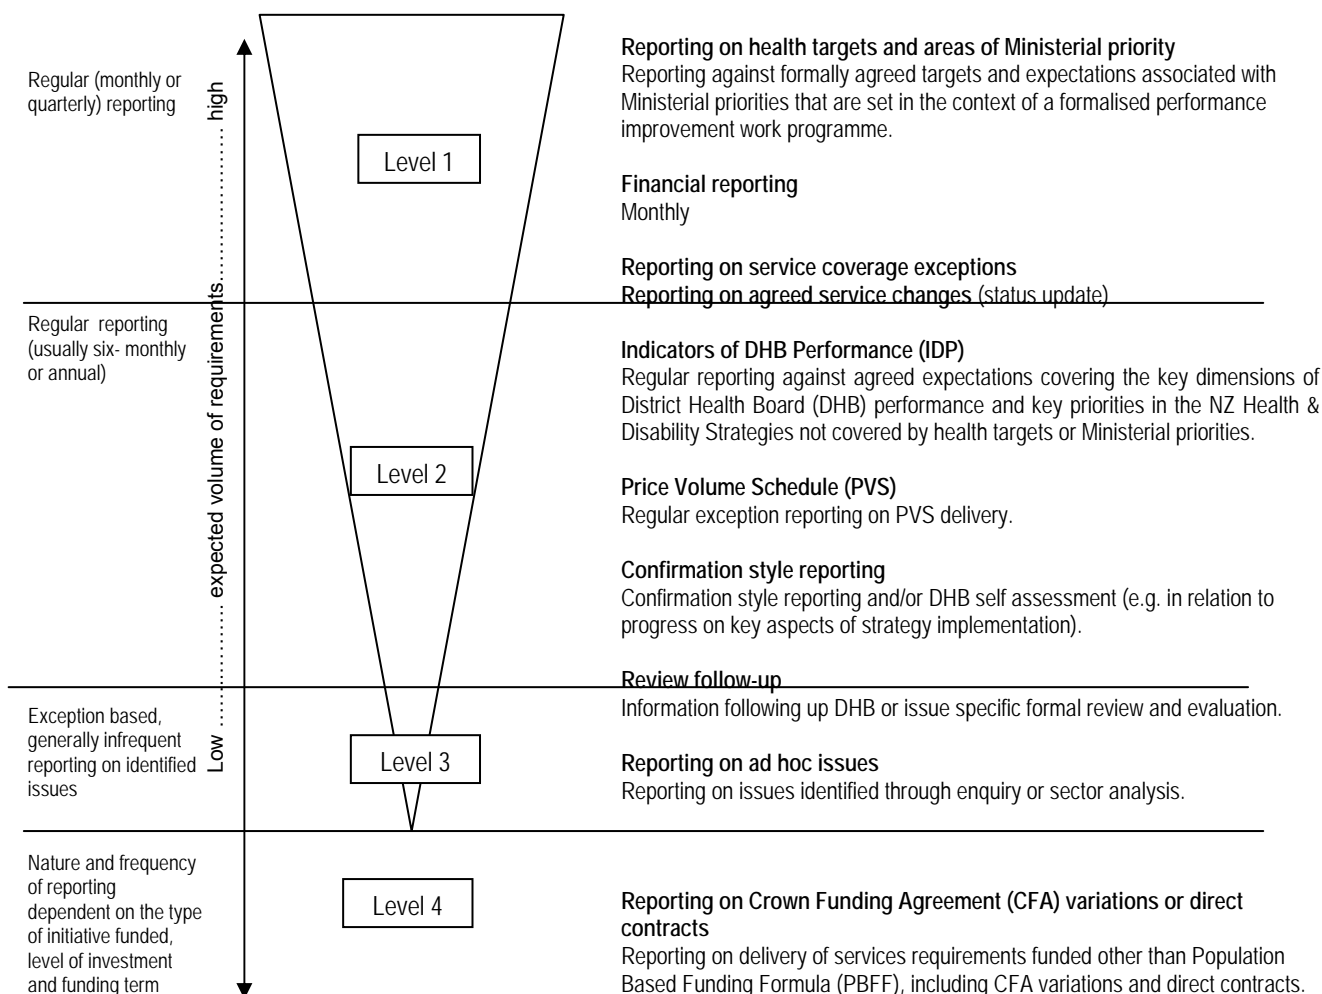 Regular (monthly or
quarterly) reporting
Low ............ expected volume of requirements....................... high
Level 1
Reporting on health targets and areas of Ministerial priority
Reporting against formally agreed targets and expectations associated with
Ministerial priorities that are set in the context of a formalised performance
improvement work programme.
Financial reporting
Monthly
Reporting on service coverage exceptions
Reporting on agreed service changes (status update)
Regular reporting
(usually six- monthly
or annual)
Level 2
Indicators of DHB Performance (IDP)
Regular reporting against agreed expectations covering the key dimensions of
District Health Board (DHB) performance and key priorities in the NZ Health &
Disability Strategies not covered by health targets or Ministerial priorities.
Price Volume Schedule (PVS)
Regular exception reporting on PVS delivery.
Confirmation style reporting
Confirmation style reporting and/or DHB self assessment (e.g. in relation to
progress on key aspects of strategy implementation).
Review follow-up
Information following up DHB or issue specific formal review and evaluation.
Exception based,
generally infrequent
reporting on identified
issues
Level 3
Reporting on ad hoc issues
Reporting on issues identified through enquiry or sector analysis.
Nature and frequency
of reporting
dependent on the type
of initiative funded,
level of investment
and funding term
Level 4
Reporting on Crown Funding Agreement (CFA) variations or direct
contracts
Reporting on delivery of services requirements funded other than Population
Based Funding Formula (PBFF), including CFA variations and direct contracts.